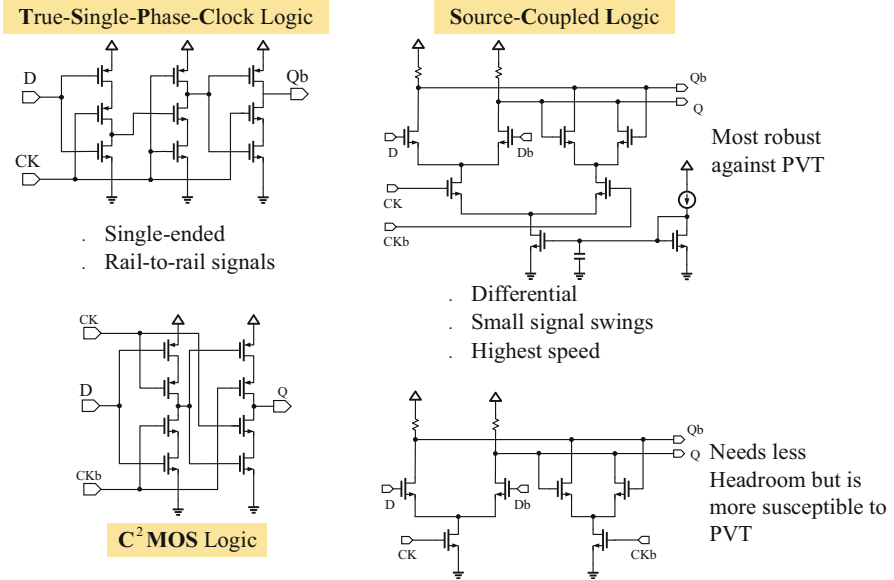 True-Single-Phase-Clock Logic
D
Qb
CK
. Single-ended
. Rail-to-rail signals
CK
D
Q
CKb
C² MOS Logic
Source-Coupled Logic
Qb
Q
D
Db
Most robust
against PVT
CK
CKb
. Differential
. Small signal swings
. Highest speed
Qb
Q
D
Db
Needs less
Headroom but is
more susceptible to
PVT
CK
CKb